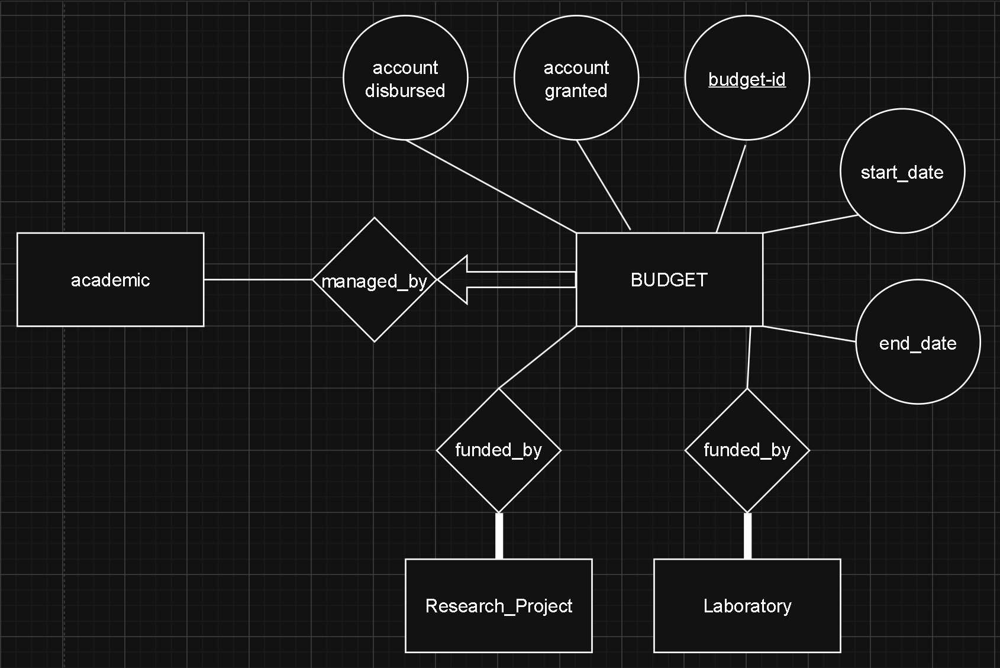 account
disbursed
account
granted
budget-id
start_date
academic
managed_by
BUDGET
end_date
funded_by
funded_by
Research_Project
Laboratory